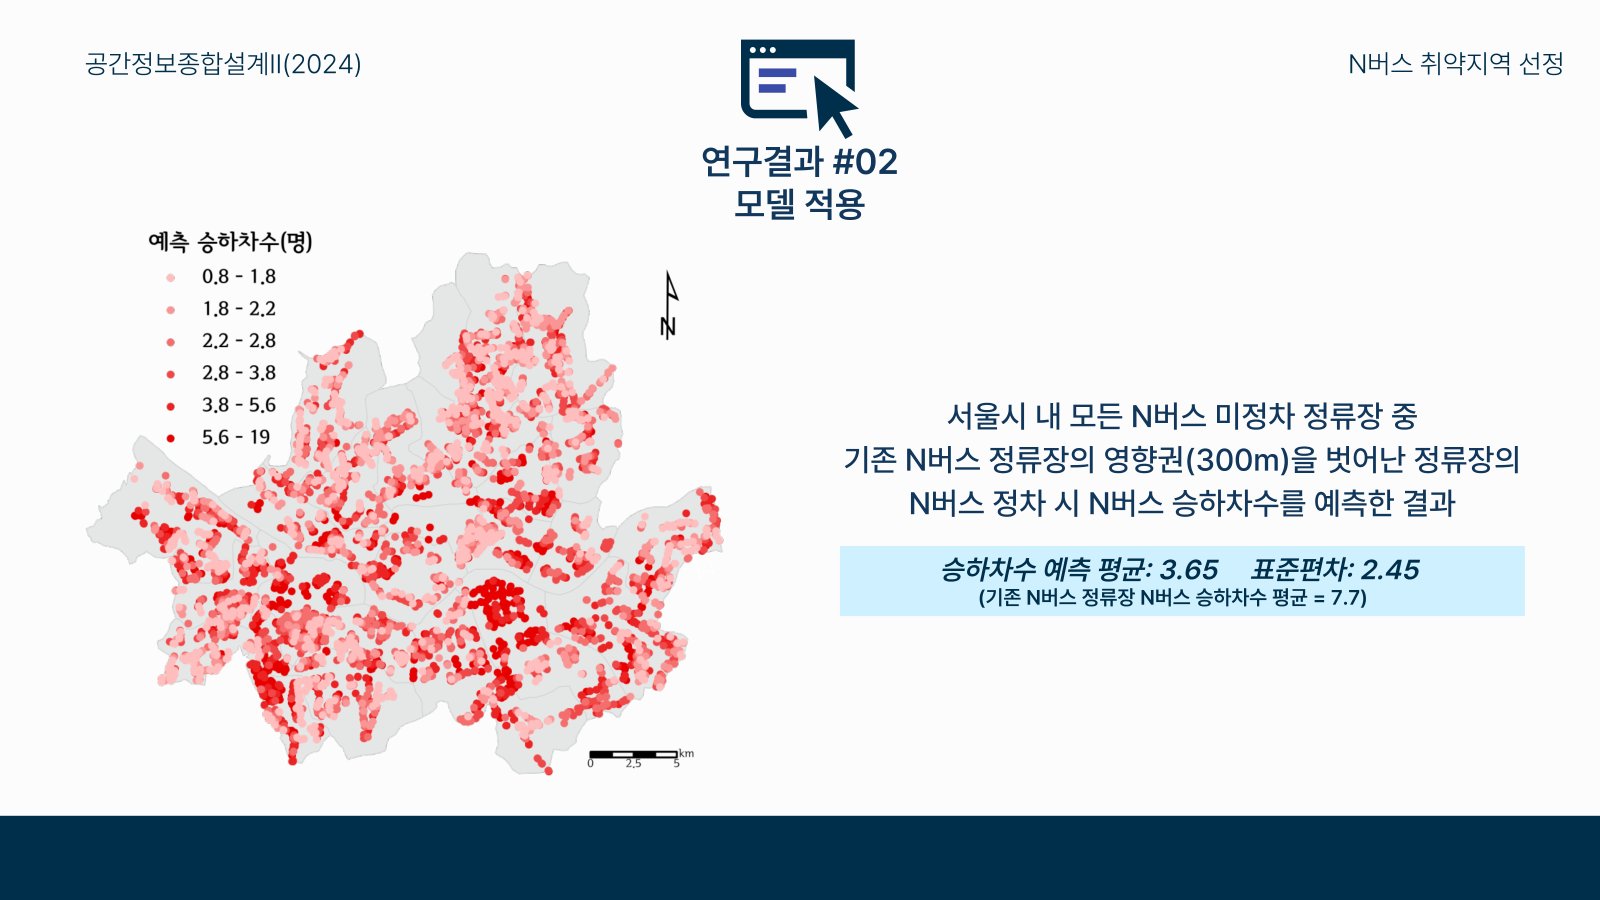 공간정보종합설계II(2024)
N버스 취약지역 선정
연구결과 #02
모델 적용
예측 승하차수(명)
0.8 - 1.8
1.8 - 2.2
2.2 - 2.8
2.8 - 3.8
3.8 - 5.6
5.6 - 19
N
서울시 내 모든 N버스 미정차 정류장 중
기존 N버스 정류장의 영향권(300m)을 벗어난 정류장의
N버스 정차 시 N버스 승하차수를 예측한 결과
승하차수 예측 평균: 3.65 표준편차: 2.45
(기존 N버스 정류장 N버스 승하차수 평균 = 7.7)
km
0 2.5 5